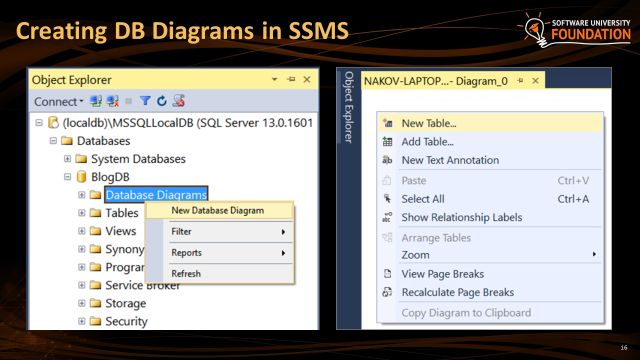 Creating DB Diagrams in SSMS
SOFTWARE UNIVERSITY
FOUNDATION
Object Explorer
Connect
(localdb)\MSSQLLocalDB (SQL Server 13.0.1601
Databases
System Databases
BlogDB
Database Diagrams
Tables
Views
Synony
Progran
Service Broker
Storage
Security
New Database Diagram
Filter
Reports
Refresh
Object Explorer
NAKOV-LAPTOP...- Diagram_0
New Table...
Add Table...
New Text Annotation
Paste Ctrl+V
Select All Ctrl+A
Show Relationship Labels
Arrange Tables
Zoom
View Page Breaks
Recalculate Page Breaks
Copy Diagram to Clipboard
16